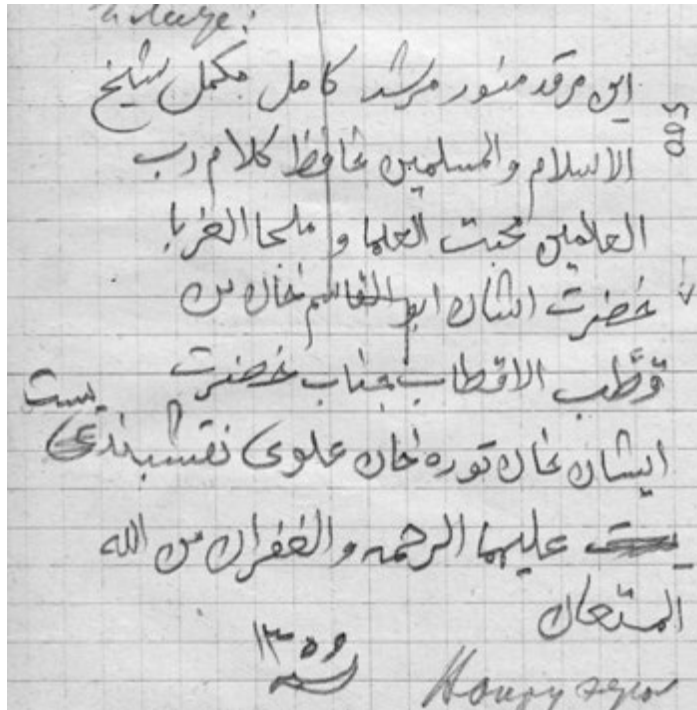 این مرقد منور مرشد کامل مکمل شیخ
الاسلام والمسلمین حافظ کلام رب
العالمین محبت العلما و ملجا الغربا
حضرت ایشان ابو القاسم خان بن
قطب الاقطاب جناب حضرت
ایشان خان توره خان علوی نقشبندی
یست علیهما الرحمه والغفران من الله
المتعان